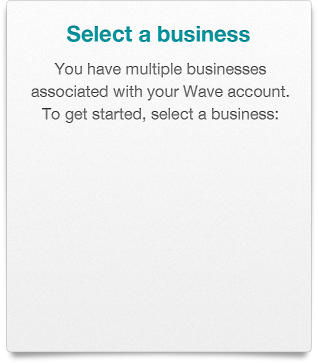 Select a business
You have multiple businesses
associated with your Wave account.
To get started, select a business: